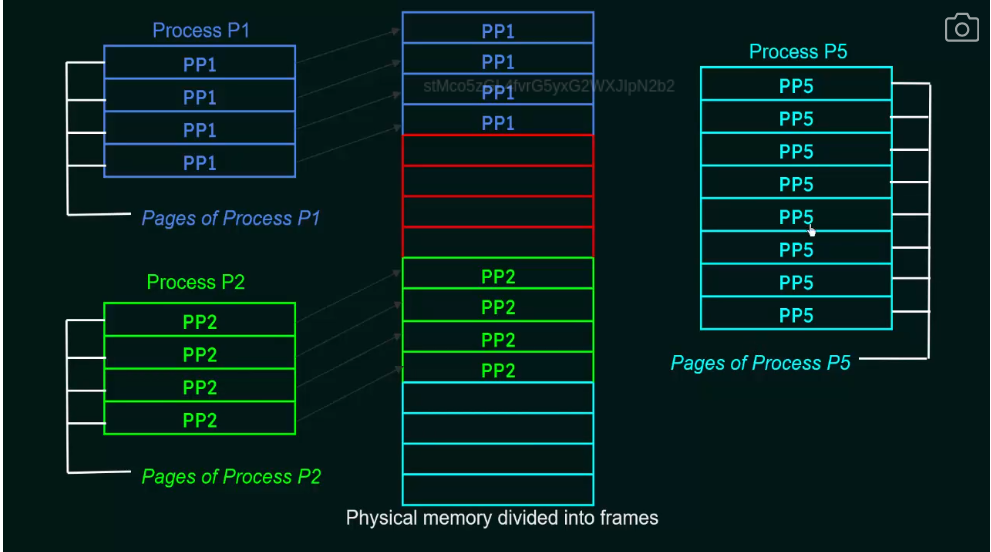 Process P1
PP1
PP1
PP1
PP1
Pages of Process P1
Process P2
PP2
PP2
PP2
PP2
Pages of Process P2
PP1
PP1
PP1
PP1
PP2
PP2
PP2
PP2
Physical memory divided into frames
Process P5
PP5
PP5
PP5
PP5
PP5
PP5
PP5
PP5
Pages of Process P5